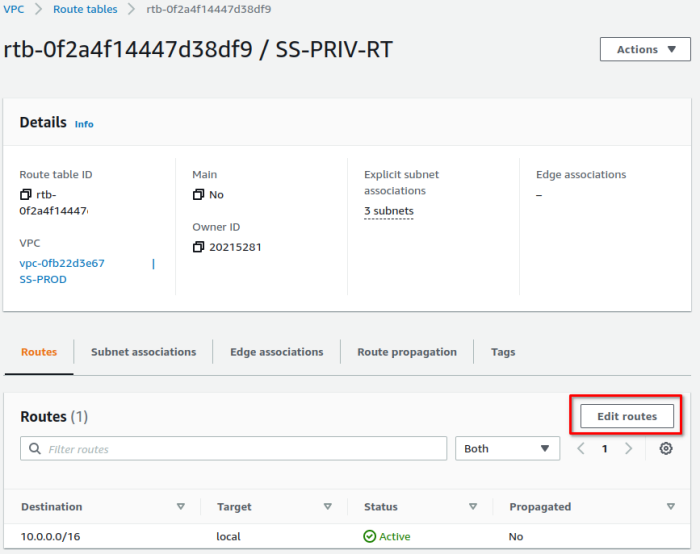 VPC > Route tables > rtb-0f2a4f14447d38df9
rtb-0f2a4f14447d38df9 / SS-PRIV-RT
Actions ▼
Details Info
Route table ID
rtb-
0f2a4f14447
VPC
vpc-0fb22d3e67 |
SS-PROD
Main
No
Owner ID
20215281
Explicit subnet
associations
3 subnets
Edge associations
–
Routes Subnet associations Edge associations Route propagation Tags
Routes (1)
Edit routes
Filter routes
Both
1
Destination Target Status Propagated
10.0.0.0/16 local Active No